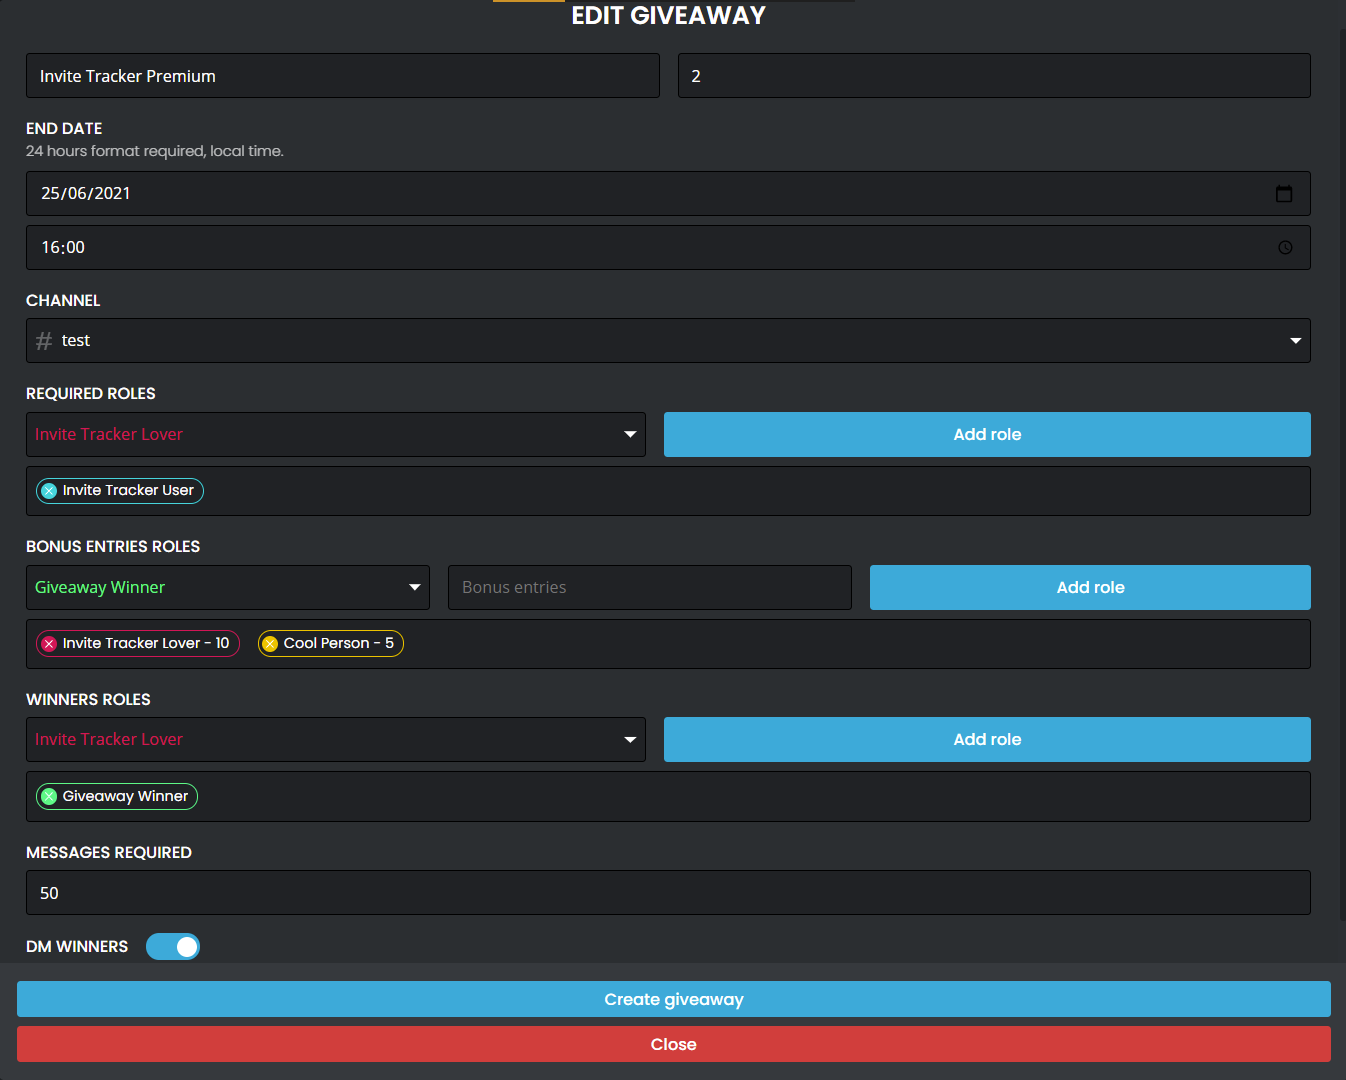 EDIT GIVEAWAY
Invite Tracker Premium 2
END DATE
24 hours format required, local time.
25/06/2021
16:00
CHANNEL
# test
REQUIRED ROLES
Invite Tracker Lover Add role
Invite Tracker User
BONUS ENTRIES ROLES
Giveaway Winner Bonus entries Add role
Invite Tracker Lover - 10 Cool Person - 5
WINNERS ROLES
Invite Tracker Lover Add role
Giveaway Winner
MESSAGES REQUIRED
50
DM WINNERS
Create giveaway
Close